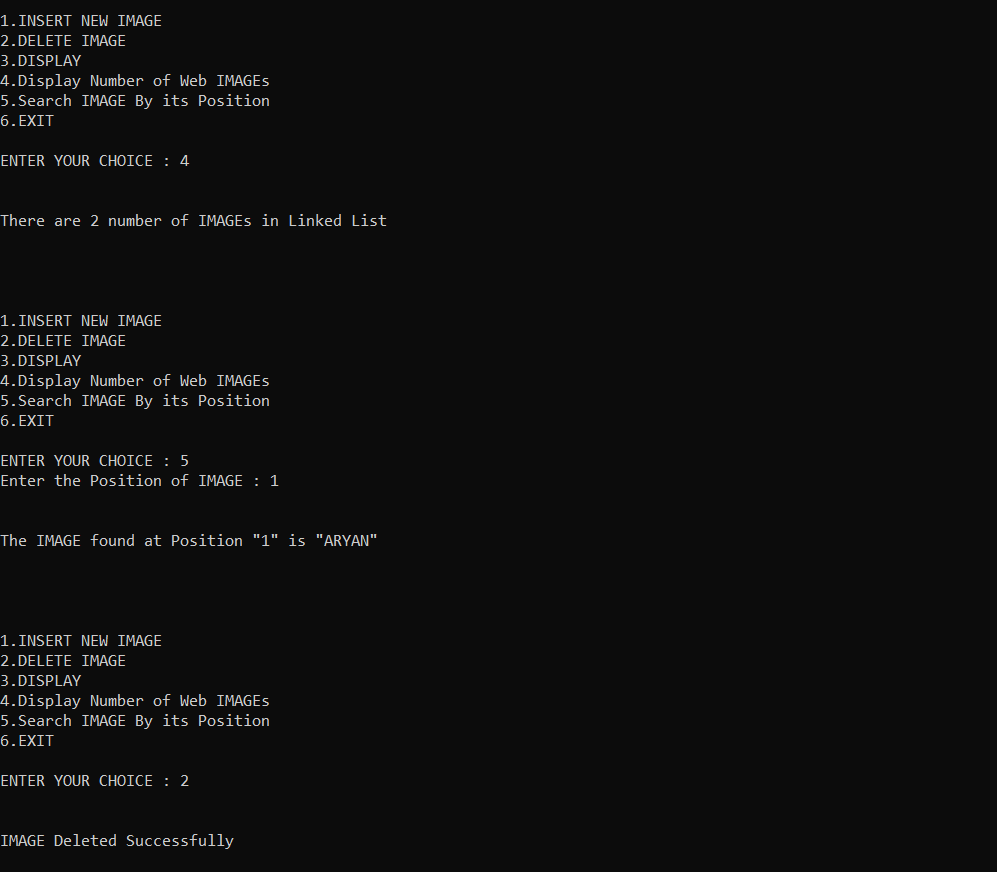 1.INSERT NEW IMAGE
2.DELETE IMAGE
3.DISPLAY
4.Display Number of Web IMAGEs
5.Search IMAGE By its Position
6.EXIT
ENTER YOUR CHOICE : 4
There are 2 number of IMAGEs in Linked List
1.INSERT NEW IMAGE
2.DELETE IMAGE
3.DISPLAY
4.Display Number of Web IMAGEs
5.Search IMAGE By its Position
6.EXIT
ENTER YOUR CHOICE : 5
Enter the Position of IMAGE : 1
The IMAGE found at Position "1" is "ARYAN"
1.INSERT NEW IMAGE
2.DELETE IMAGE
3.DISPLAY
4.Display Number of Web IMAGEs
5.Search IMAGE By its Position
6.EXIT
ENTER YOUR CHOICE : 2
IMAGE Deleted Successfully